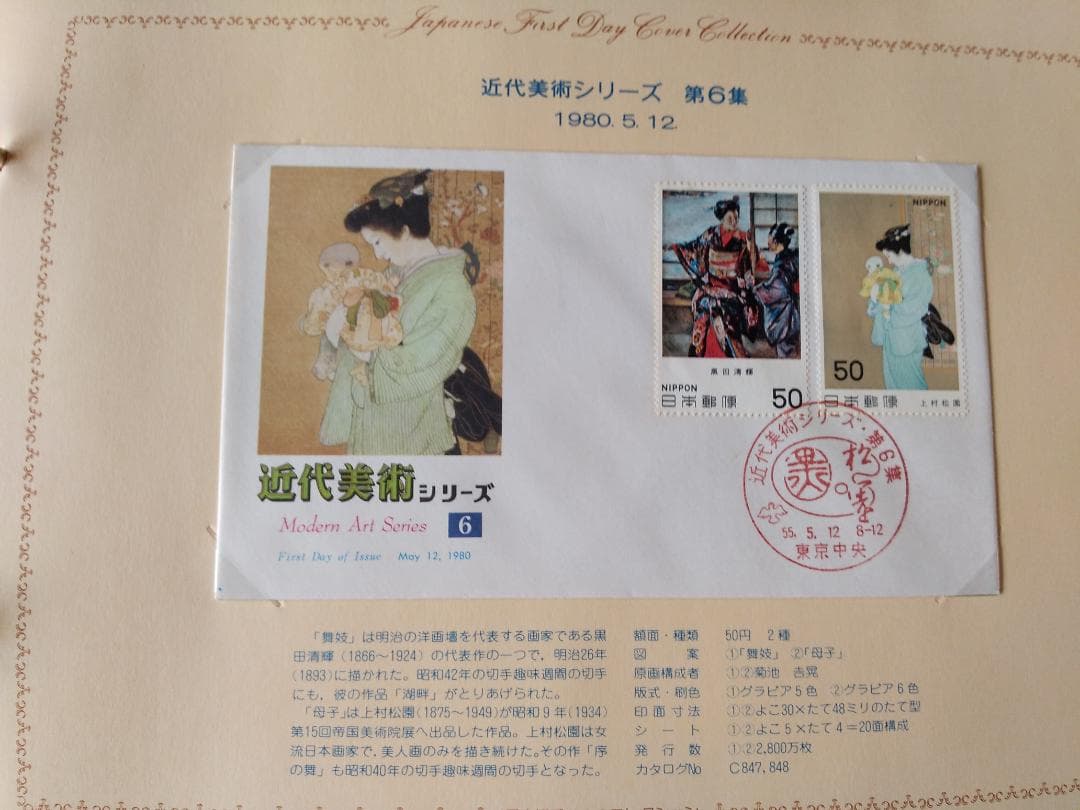 Japanese First Day Cover Collection
近代美術シリーズ 第6集
1980.5.12.
黒田清輝
NIPPON
日本郵便 50
NIPPON
50
日本郵便 上村松園
近代美術シリーズ
Modern Art Series 6
First Day of Issue May 12, 1980
近代美術シリーズ・第6集
松園
55.5.12 8-12
東京中央
「舞妓」は明治の洋画壇を代表する画家である黒
田清輝(1866〜1924)の代表作の一つで,明治26年
(1893)に描かれた。昭和42年の切手趣味週間の切手
にも,彼の作品「湖畔」がとりあげられた。
「母子」は上村松園(1875〜1949)が昭和9年(1934)
第15回帝国美術院展へ出品した作品。上村松園は女
流日本画家で,美人画のみを描き続けた。その作「序
の舞」も昭和40年の切手趣味週間の切手となった。
額面・種類 50円 2種
図案 ①「舞妓」 ②「母子」
原画構成者 ①②菊池 吉晃
版式・刷色 ①グラビア5色 ②グラビア6色
印面寸法 ①②よこ30×たて48ミリのたて型
シート ①②よこ5×たて4=20面構成
発行数 ①②2,800万枚
カタログNo C847,848